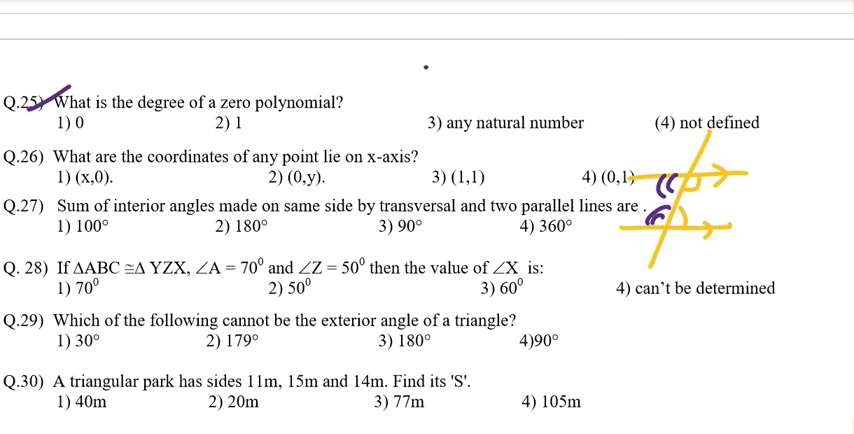 Q.25) What is the degree of a zero polynomial?
1) 0 2) 1 3) any natural number (4) not defined
Q.26) What are the coordinates of any point lie on x-axis?
1) (x,0). 2) (0,y). 3) (1,1) 4) (0,1)
Q.27) Sum of interior angles made on same side by transversal and two parallel lines are .
1) 100° 2) 180° 3) 90° 4) 360°
Q. 28) If ∆ABC ≅∆ YZX, ∠A = 70⁰ and ∠Z = 50⁰ then the value of ∠X is:
1) 70⁰ 2) 50⁰ 3) 60⁰ 4) can’t be determined
Q.29) Which of the following cannot be the exterior angle of a triangle?
1) 30° 2) 179° 3) 180° 4)90°
Q.30) A triangular park has sides 11m, 15m and 14m. Find its 'S'.
1) 40m 2) 20m 3) 77m 4) 105m